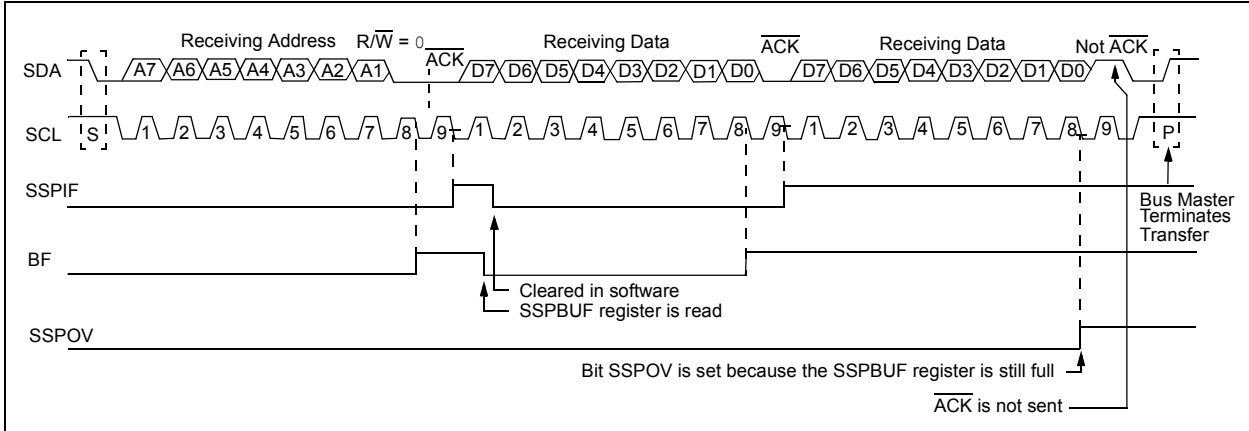 Receiving Address R/W̅ = 0 A̅C̅K̅ Receiving Data A̅C̅K̅ Receiving Data Not A̅C̅K̅
SDA A7 A6 A5 A4 A3 A2 A1 D7 D6 D5 D4 D3 D2 D1 D0 D7 D6 D5 D4 D3 D2 D1 D0
SCL S 1 2 3 4 5 6 7 8 9 1 2 3 4 5 6 7 8 9 1 2 3 4 5 6 7 8 9 P
SSPIF
Bus Master
Terminates
Transfer
BF
Cleared in software
SSPBUF register is read
SSPOV
Bit SSPOV is set because the SSPBUF register is still full
A̅C̅K̅ is not sent